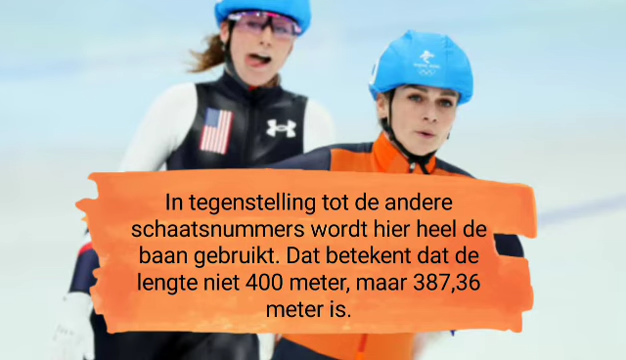 In tegenstelling tot de andere
schaatsnummers wordt hier heel de
baan gebruikt. Dat betekent dat de
lengte niet 400 meter, maar 387,36
meter is.